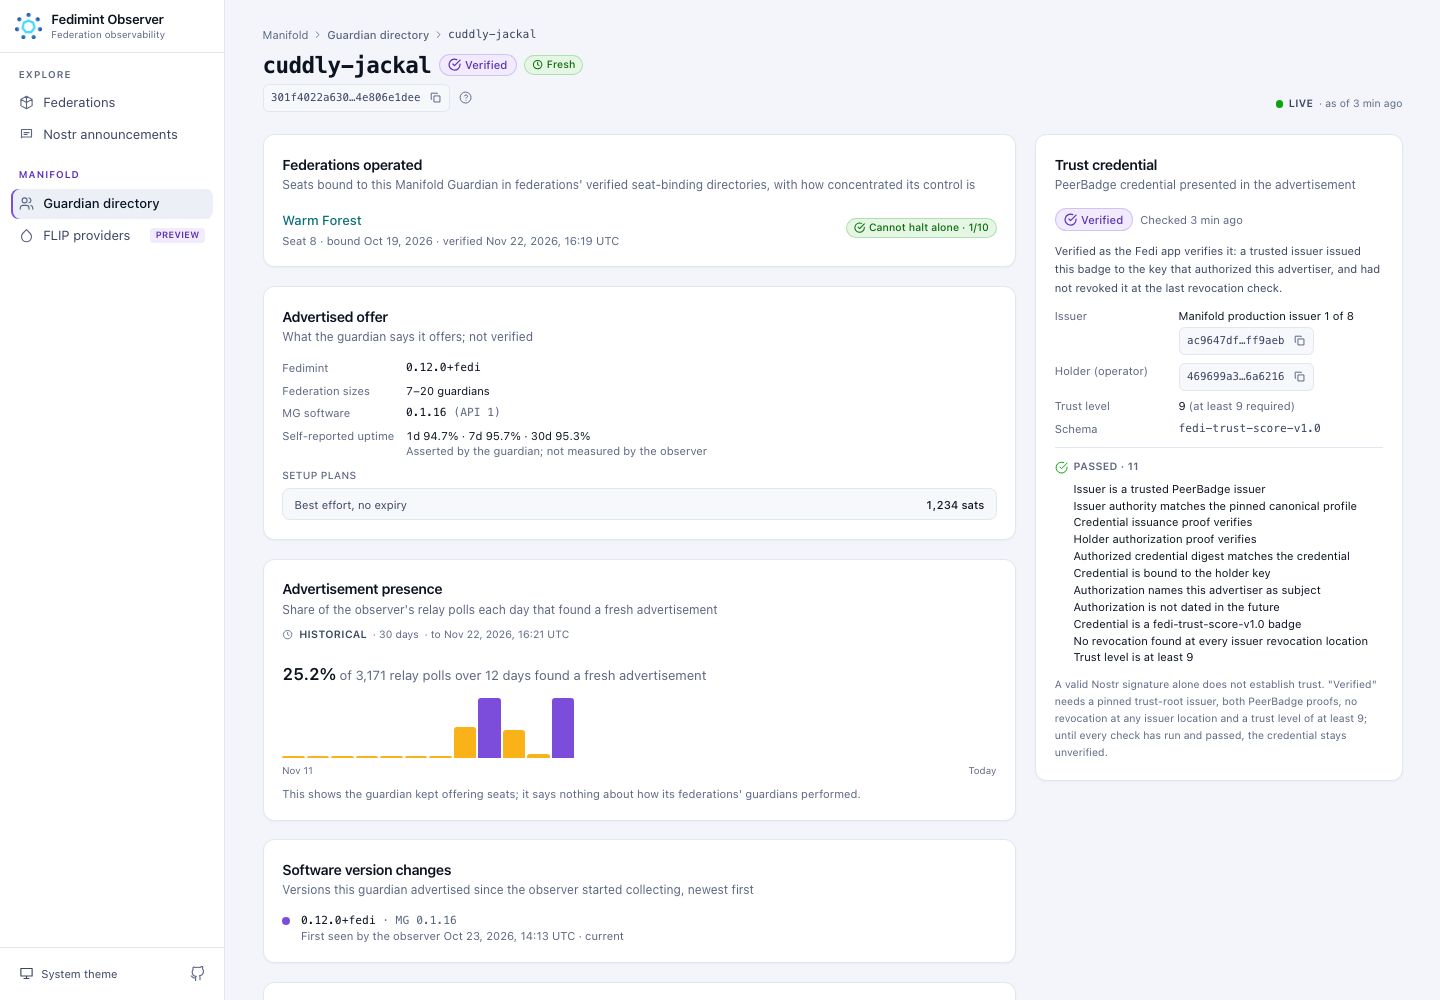 Fedimint Observer
Federation observability
EXPLORE
Federations
Nostr announcements
MANIFOLD
Guardian directory
FLIP providers PREVIEW
System theme
Manifold > Guardian directory > cuddly-jackal
cuddly-jackal Verified Fresh
301f4022a630…4e806e1dee
LIVE · as of 3 min ago
Federations operated
Seats bound to this Manifold Guardian in federations' verified seat-binding directories, with how concentrated its control is
Warm Forest
Seat 8 · bound Oct 19, 2026 · verified Nov 22, 2026, 16:19 UTC
Cannot halt alone · 1/10
Advertised offer
What the guardian says it offers; not verified
Fedimint 0.12.0+fedi
Federation sizes 7–20 guardians
MG software 0.1.16 (API 1)
Self-reported uptime 1d 94.7% · 7d 95.7% · 30d 95.3%
Asserted by the guardian; not measured by the observer
SETUP PLANS
Best effort, no expiry 1,234 sats
Advertisement presence
Share of the observer's relay polls each day that found a fresh advertisement
HISTORICAL · 30 days · to Nov 22, 2026, 16:21 UTC
25.2% of 3,171 relay polls over 12 days found a fresh advertisement
Nov 11 Today
This shows the guardian kept offering seats; it says nothing about how its federations' guardians performed.
Software version changes
Versions this guardian advertised since the observer started collecting, newest first
0.12.0+fedi · MG 0.1.16
First seen by the observer Oct 23, 2026, 14:13 UTC · current
Trust credential
PeerBadge credential presented in the advertisement
Verified Checked 3 min ago
Verified as the Fedi app verifies it: a trusted issuer issued
this badge to the key that authorized this advertiser, and had
not revoked it at the last revocation check.
Issuer Manifold production issuer 1 of 8
ac9647df…ff9aeb
Holder (operator) 469699a3…6a6216
Trust level 9 (at least 9 required)
Schema fedi-trust-score-v1.0
PASSED · 11
Issuer is a trusted PeerBadge issuer
Issuer authority matches the pinned canonical profile
Credential issuance proof verifies
Holder authorization proof verifies
Authorized credential digest matches the credential
Credential is bound to the holder key
Authorization names this advertiser as subject
Authorization is not dated in the future
Credential is a fedi-trust-score-v1.0 badge
No revocation found at every issuer revocation location
Trust level is at least 9
A valid Nostr signature alone does not establish trust. "Verified"
needs a pinned trust-root issuer, both PeerBadge proofs, no
revocation at any issuer location and a trust level of at least 9;
until every check has run and passed, the credential stays
unverified.